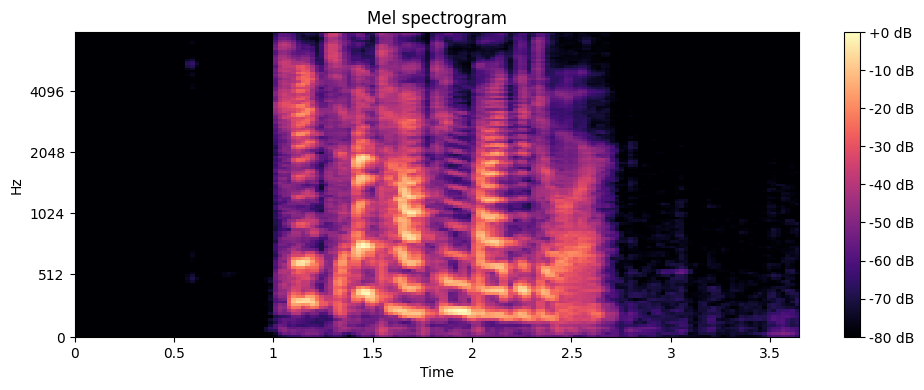 Mel spectrogram
+0 dB
4096
-10 dB
-20 dB
2048
-30 dB
Hz
1024
-40 dB
-50 dB
512
-60 dB
-70 dB
0
-80 dB
0 0.5 1 1.5 2 2.5 3 3.5
Time